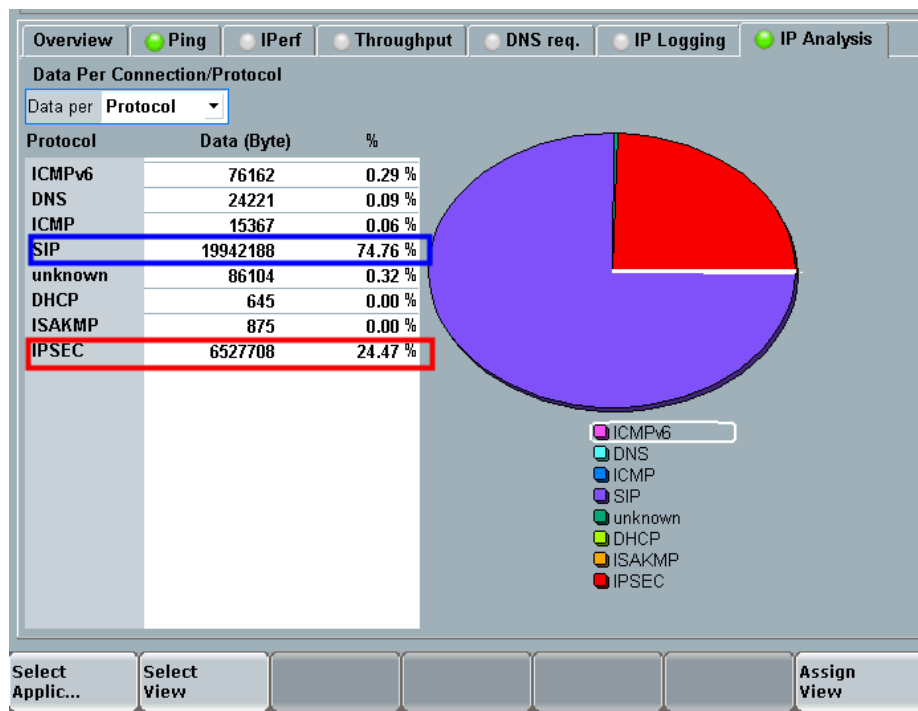 Overview Ping IPerf Throughput DNS req. IP Logging IP Analysis
Data Per Connection/Protocol
Data per Protocol
Protocol Data (Byte) %
ICMPv6 76162 0.29 %
DNS 24221 0.09 %
ICMP 15367 0.06 %
SIP 19942188 74.76 %
unknown 86104 0.32 %
DHCP 645 0.00 %
ISAKMP 875 0.00 %
IPSEC 6527708 24.47 %
ICMPv6
DNS
ICMP
SIP
unknown
DHCP
ISAKMP
IPSEC
Select Select Assign
Applic... View View